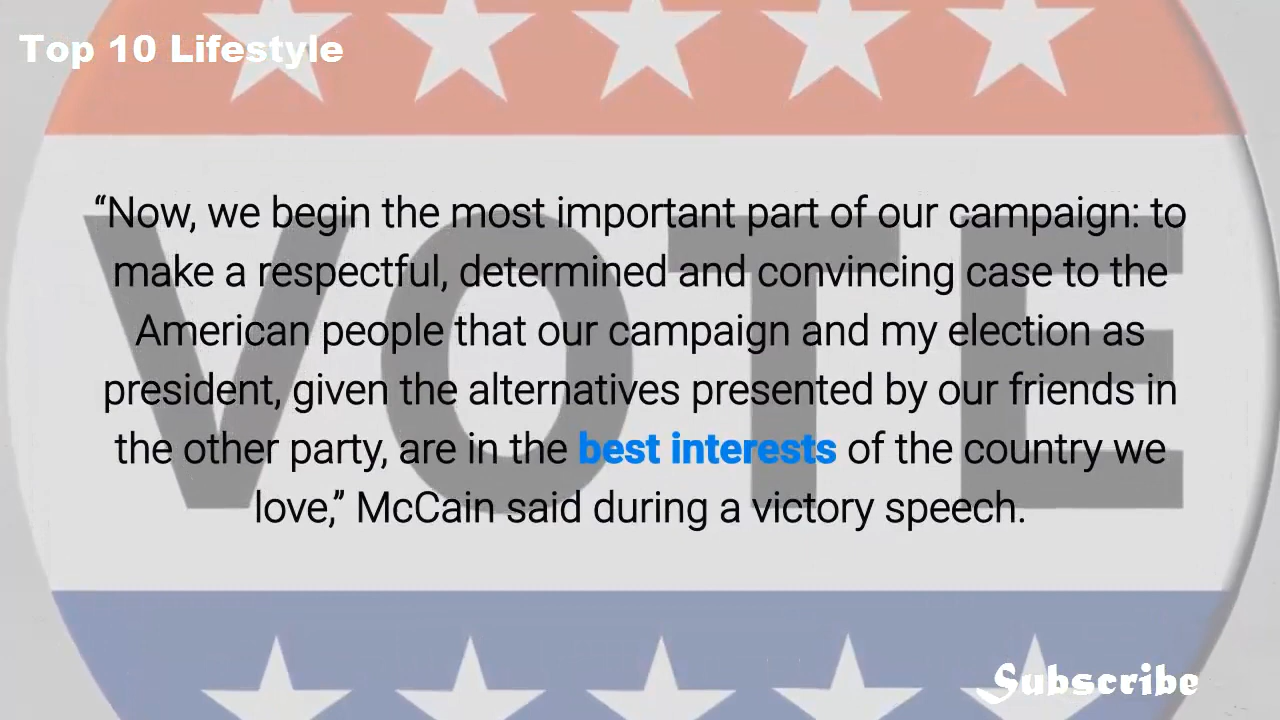 Top 10 Lifestyle
VOTE
“Now, we begin the most important part of our campaign: to
make a respectful, determined and convincing case to the
American people that our campaign and my election as
president, given the alternatives presented by our friends in
the other party, are in the best interests of the country we
love,” McCain said during a victory speech.
Subscribe